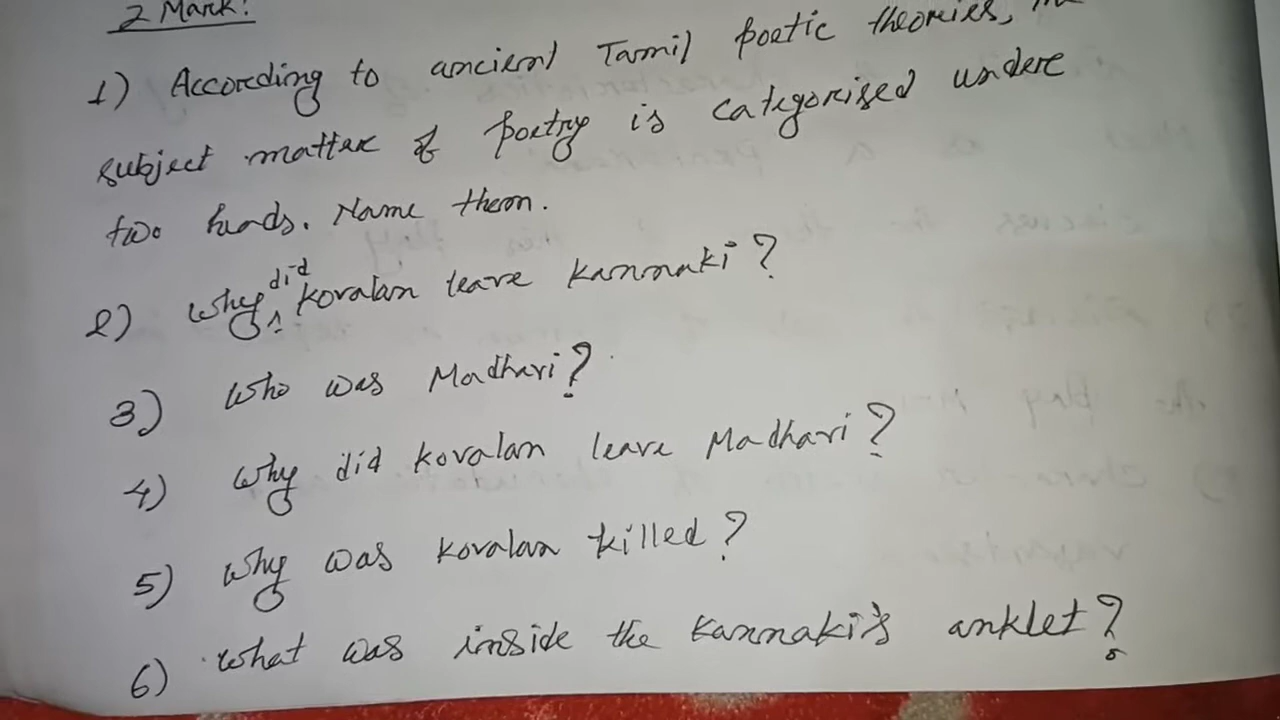 2 Mark:
1) According to ancient Tamil poetic theories,
subject matter of poetry is categorised under
two heads. Name them.
2) Why did kovalan leave kannaki?
3) Who was Madhavi?
4) Why did kovalan leave Madhavi?
5) Why was kovalan killed?
6) What was inside the kannaki's anklet?